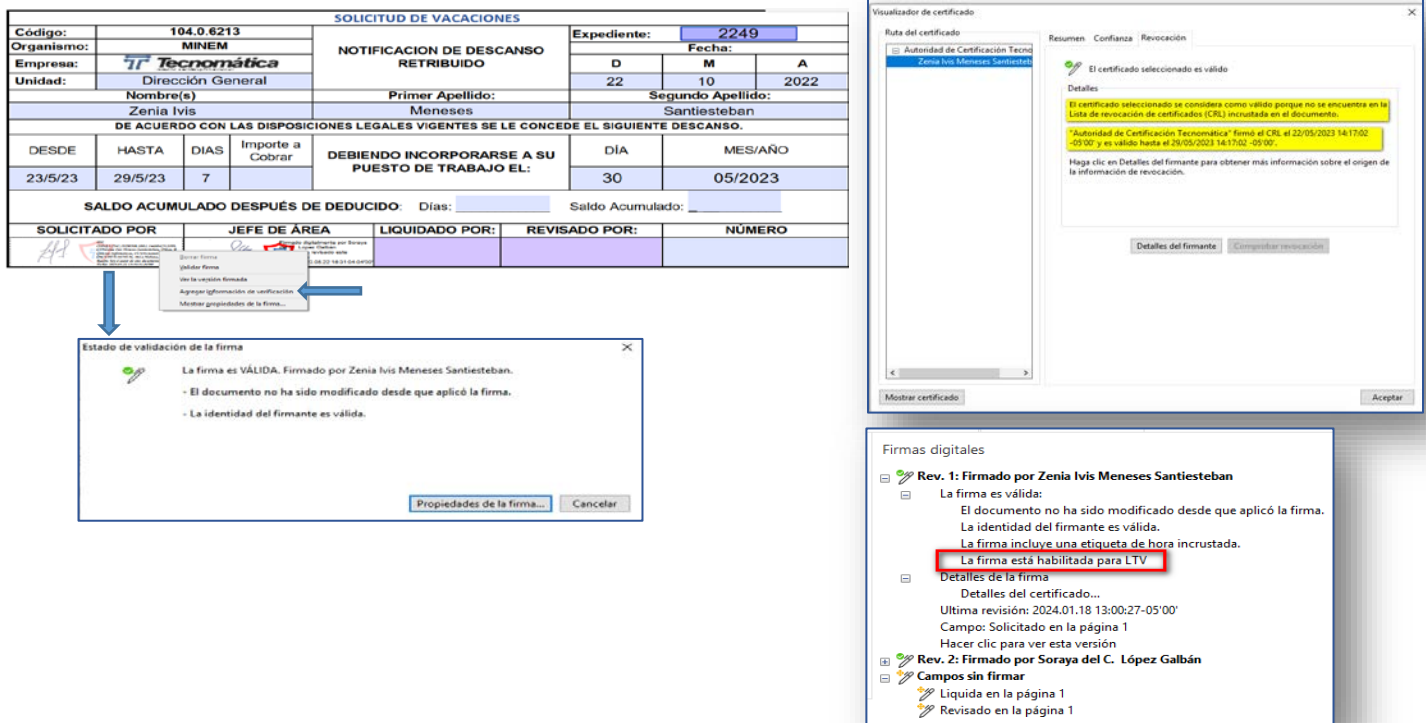 SOLICITUD DE VACACIONES
Código: 104.0.6213 Expediente: 2249
Organismo: MINEM NOTIFICACION DE DESCANSO RETRIBUIDO Fecha:
Empresa: Tecnomática D M A
Unidad: Dirección General 22 10 2022
Nombre(s) Primer Apellido: Segundo Apellido:
Zenia Ivis Meneses Santiesteban
DE ACUERDO CON LAS DISPOSICIONES LEGALES VIGENTES SE LE CONCEDE EL SIGUIENTE DESCANSO.
DESDE HASTA DIAS Importe a Cobrar DEBIENDO INCORPORARSE A SU PUESTO DE TRABAJO EL: DÍA MES/AÑO
23/5/23 29/5/23 7 30 05/2023
SALDO ACUMULADO DESPUÉS DE DEDUCIDO: Días: Saldo Acumulado:
SOLICITADO POR JEFE DE ÁREA LIQUIDADO POR: REVISADO POR: NÚMERO
Firmado digitalmente por Soraya
Borrar firma
Validar firma
Ver la versión firmada
Agregar información de verificación
Mostrar propiedades de la firma...
Estado de validación de la firma
La firma es VÁLIDA. Firmado por Zenia Ivis Meneses Santiesteban.
- El documento no ha sido modificado desde que aplicó la firma.
- La identidad del firmante es válida.
Propiedades de la firma... Cancelar
Visualizador de certificado
Ruta del certificado
Autoridad de Certificación Tecno
Zenia Ivis Meneses Santiesteb
Resumen Confianza Revocación
El certificado seleccionado es válido
Detalles
El certificado seleccionado se considera como válido porque no se encuentra en la
Lista de revocación de certificados (CRL) incrustada en el documento.
"Autoridad de Certificación Tecnomática" firmó el CRL el 22/05/2023 14:17:02
-05'00' y es válido hasta el 29/05/2023 14:17:02 -05'00'.
Haga clic en Detalles del firmante para obtener más información sobre el origen de
la información de revocación.
Detalles del firmante Comprobar revocación
Mostrar certificado Aceptar
Firmas digitales
Rev. 1: Firmado por Zenia Ivis Meneses Santiesteban
La firma es válida:
El documento no ha sido modificado desde que aplicó la firma.
La identidad del firmante es válida.
La firma incluye una etiqueta de hora incrustada.
La firma está habilitada para LTV
Detalles de la firma
Detalles del certificado...
Ultima revisión: 2024.01.18 13:00:27-05'00'
Campo: Solicitado en la página 1
Hacer clic para ver esta versión
Rev. 2: Firmado por Soraya del C. López Galbán
Campos sin firmar
Liquida en la página 1
Revisado en la página 1